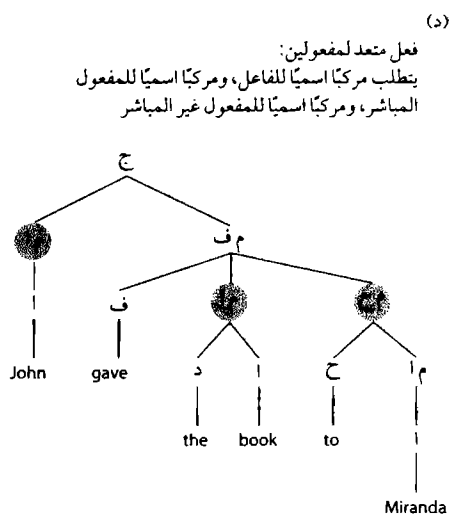 (د)
فعل متعد لمفعولين:
يتطلب مركبًا اسميًا للفاعل، ومركبًا اسميًا للمفعول
المباشر، ومركبًا اسميًا للمفعول غير المباشر
ج
م ف
ف
د ا ح م ا
ا
ا
John gave
the book to
Miranda